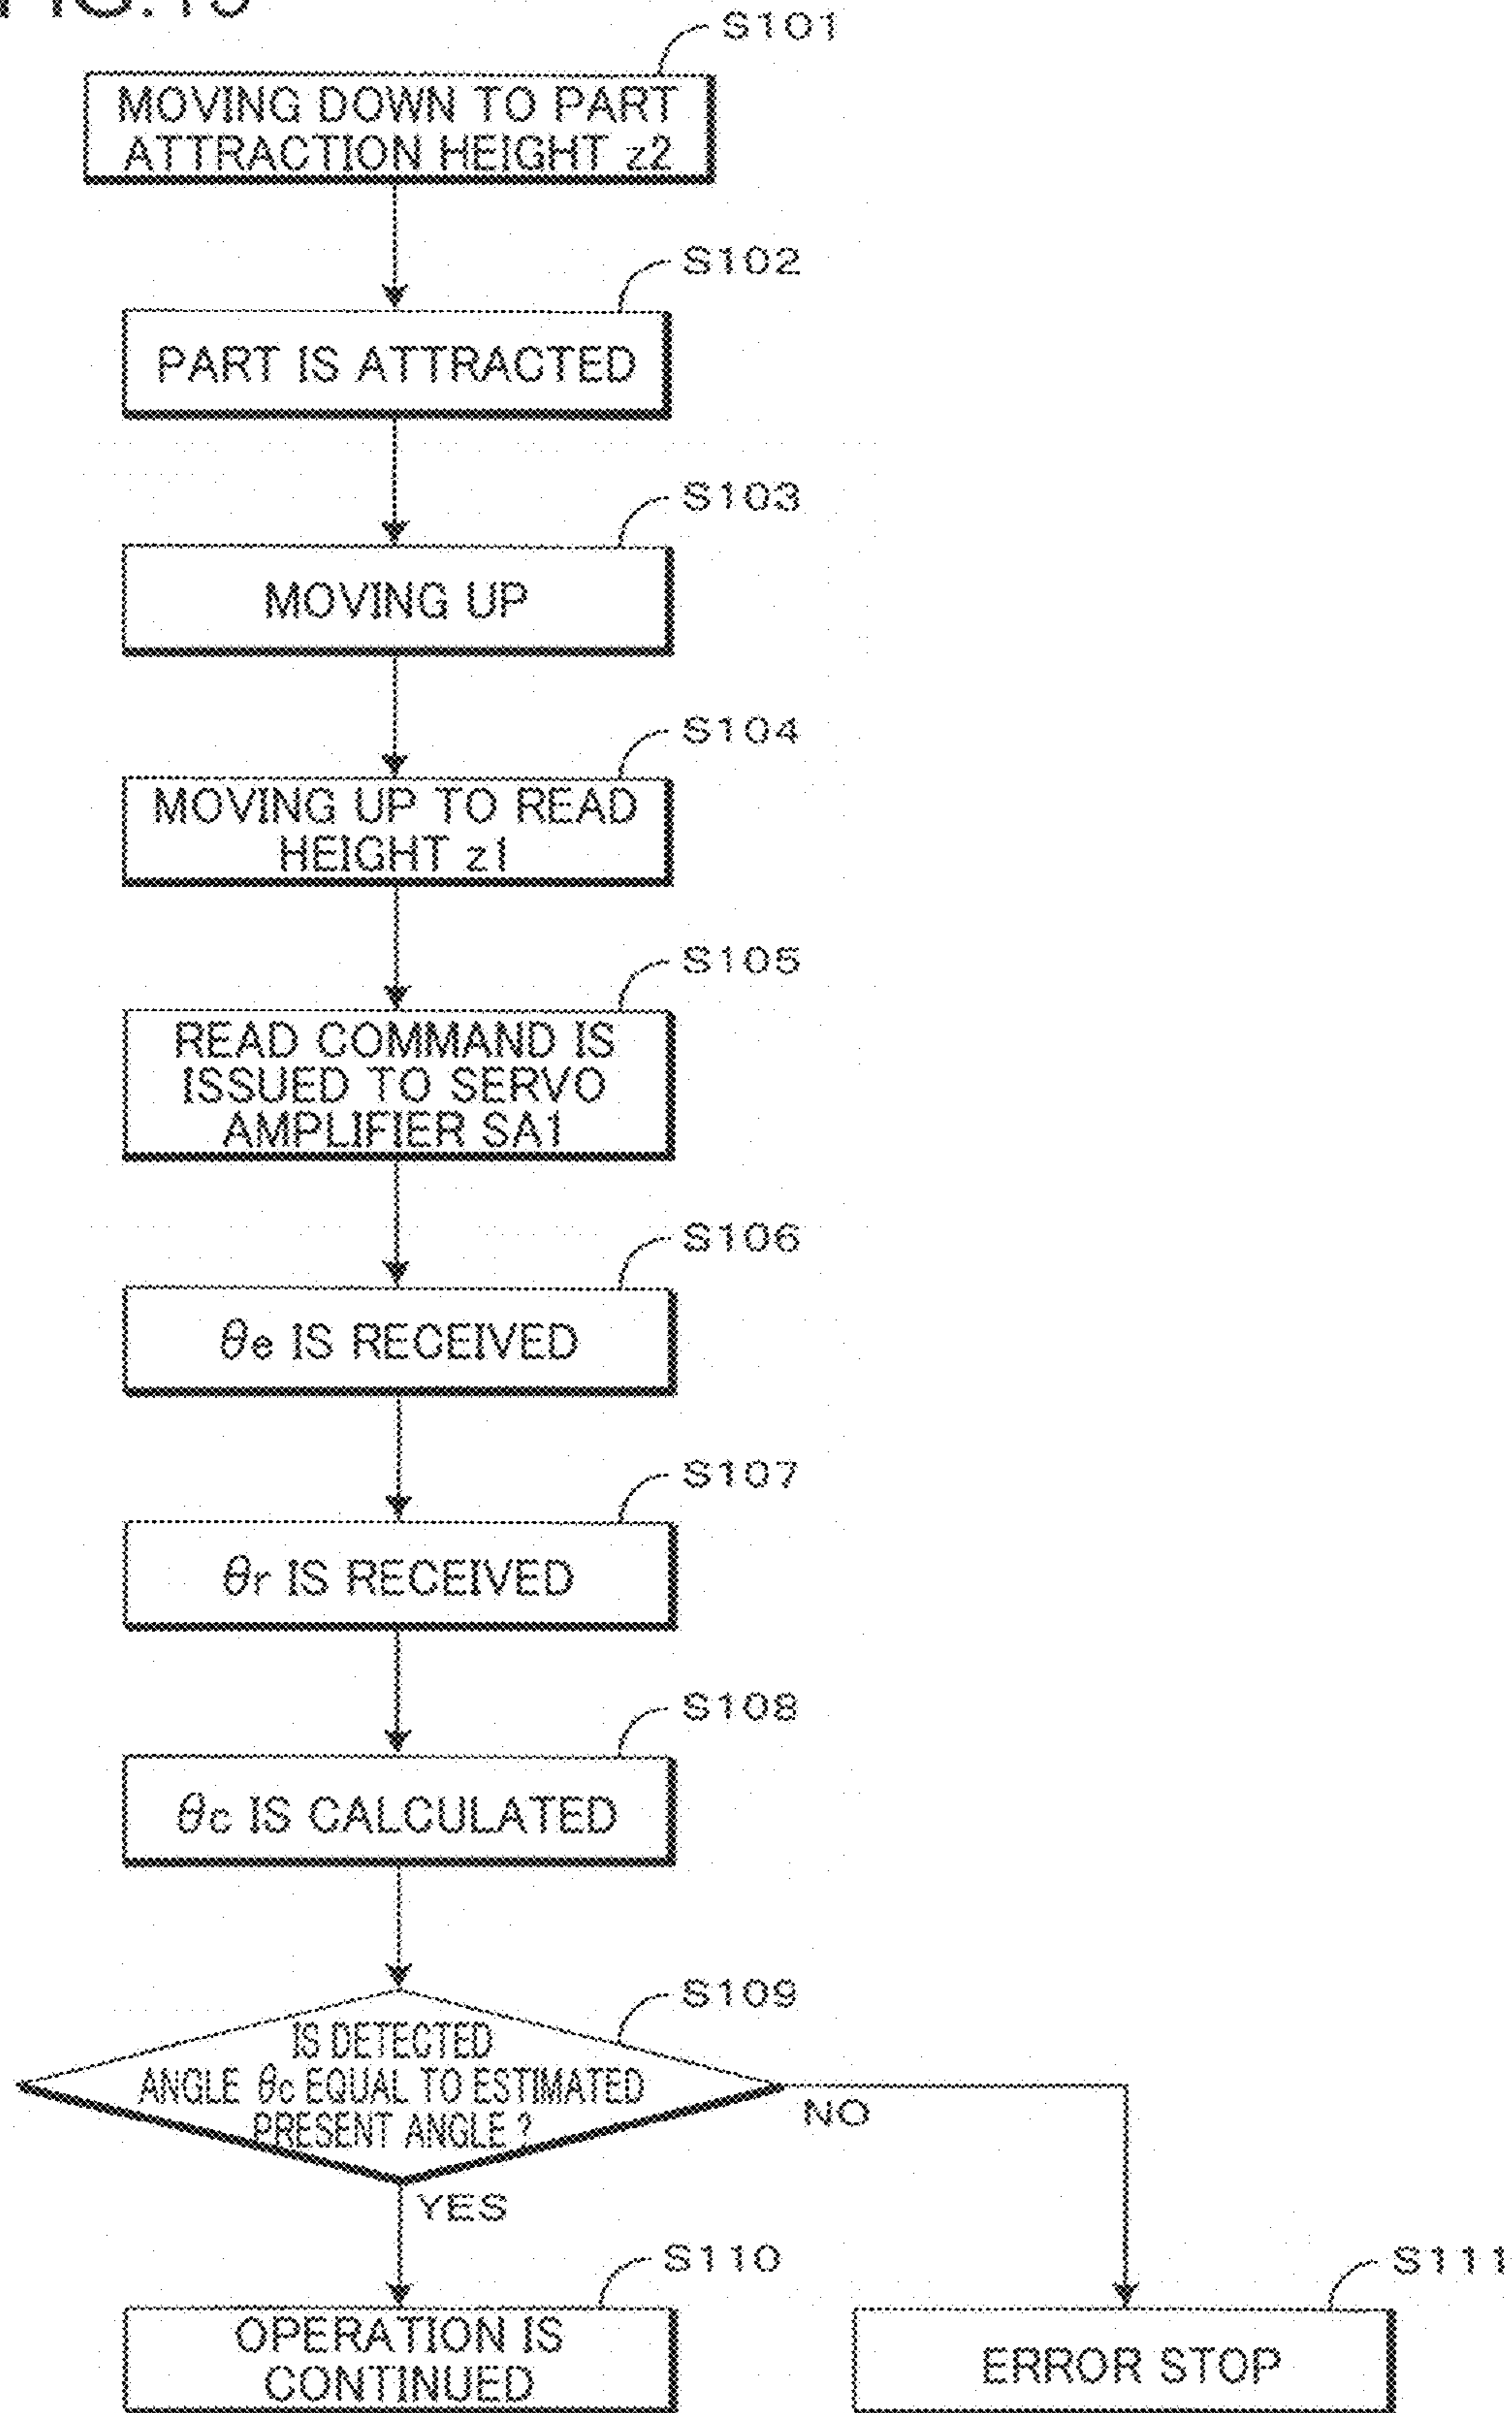 S101
MOVING DOWN TO PART
ATTRACTION HEIGHT z2
S102
PART IS ATTRACTED
S103
MOVING UP
S104
MOVING UP TO READ
HEIGHT z1
S105
READ COMMAND IS
ISSUED TO SERVO
AMPLIFIER SA1
S106
θe IS RECEIVED
S107
θr IS RECEIVED
S108
θc IS CALCULATED
S109
IS DETECTED
ANGLE θc EQUAL TO ESTIMATED
PRESENT ANGLE ?
NO
YES
S110
OPERATION IS
CONTINUED
S111
ERROR STOP